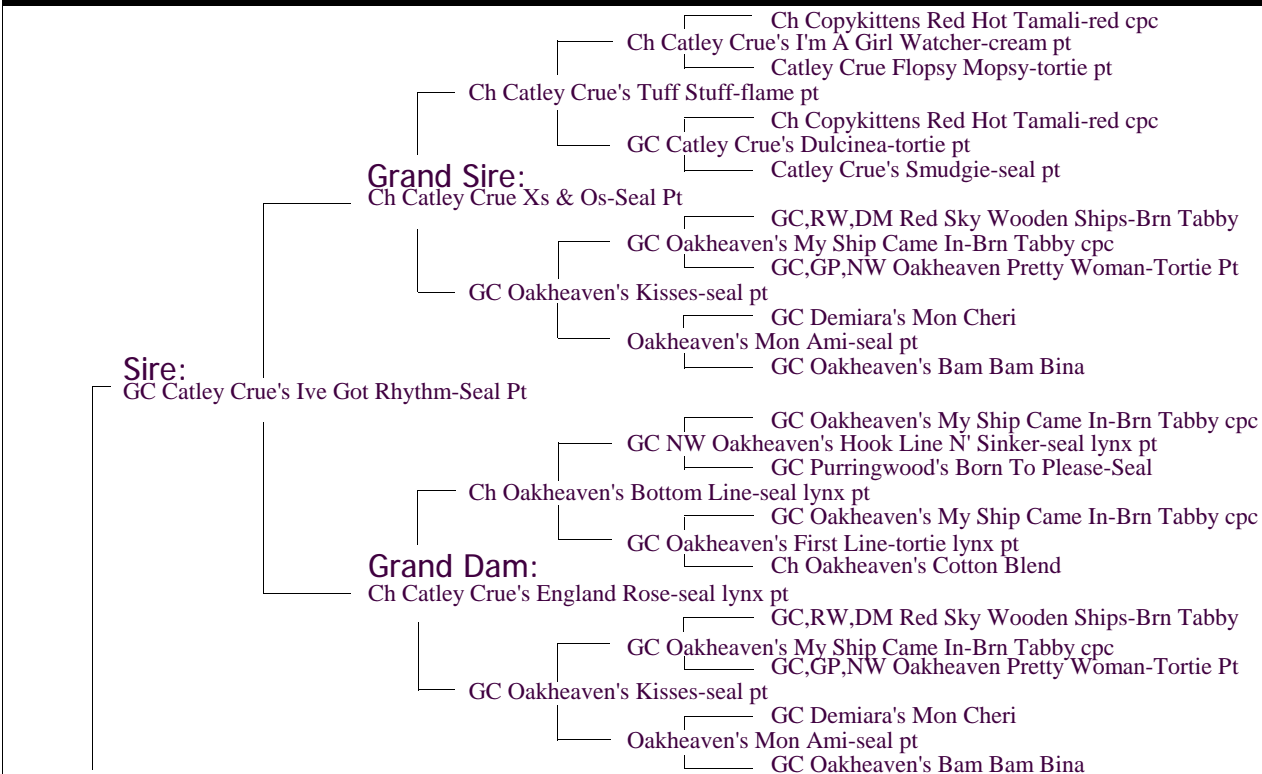 Ch Copykittens Red Hot Tamali-red cpc
Ch Catley Crue's I'm A Girl Watcher-cream pt
Catley Crue Flopsy Mopsy-tortie pt
Ch Catley Crue's Tuff Stuff-flame pt
Ch Copykittens Red Hot Tamali-red cpc
GC Catley Crue's Dulcinea-tortie pt
Catley Crue's Smudgie-seal pt
Grand Sire:
Ch Catley Crue Xs & Os-Seal Pt
GC,RW,DM Red Sky Wooden Ships-Brn Tabby
GC Oakheaven's My Ship Came In-Brn Tabby cpc
GC,GP,NW Oakheaven Pretty Woman-Tortie Pt
GC Oakheaven's Kisses-seal pt
GC Demiara's Mon Cheri
Oakheaven's Mon Ami-seal pt
GC Oakheaven's Bam Bam Bina
Sire:
GC Catley Crue's Ive Got Rhythm-Seal Pt
GC Oakheaven's My Ship Came In-Brn Tabby cpc
GC NW Oakheaven's Hook Line N' Sinker-seal lynx pt
GC Purringwood's Born To Please-Seal
Ch Oakheaven's Bottom Line-seal lynx pt
GC Oakheaven's My Ship Came In-Brn Tabby cpc
GC Oakheaven's First Line-tortie lynx pt
Ch Oakheaven's Cotton Blend
Grand Dam:
Ch Catley Crue's England Rose-seal lynx pt
GC,RW,DM Red Sky Wooden Ships-Brn Tabby
GC Oakheaven's My Ship Came In-Brn Tabby cpc
GC,GP,NW Oakheaven Pretty Woman-Tortie Pt
GC Oakheaven's Kisses-seal pt
GC Demiara's Mon Cheri
Oakheaven's Mon Ami-seal pt
GC Oakheaven's Bam Bam Bina